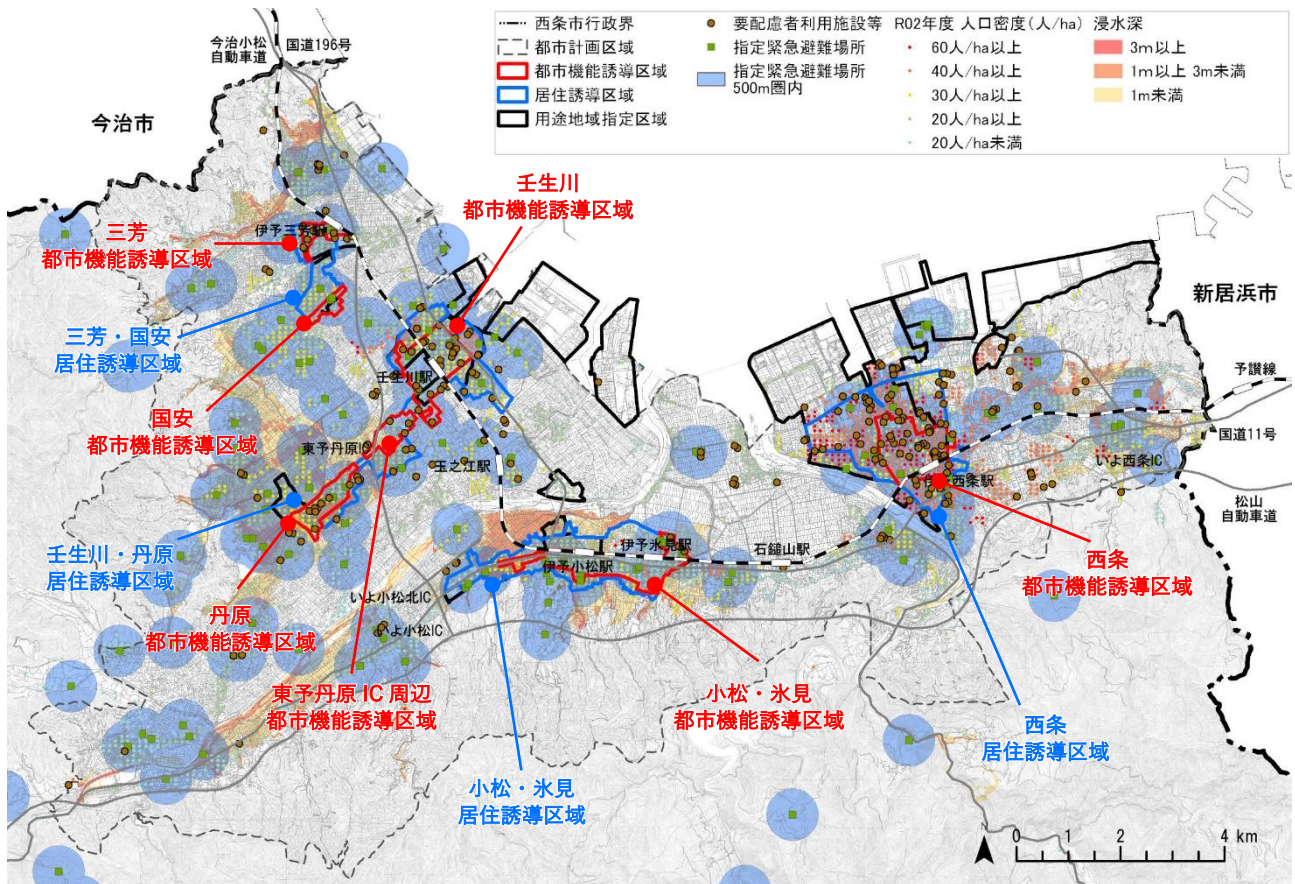 西条市行政界
都市計画区域
都市機能誘導区域
居住誘導区域
用途地域指定区域
要配慮者利用施設等
指定緊急避難場所
指定緊急避難場所
500m圏内
R02年度 人口密度(人/ha)
60人/ha以上
40人/ha以上
30人/ha以上
20人/ha以上
20人/ha未満
浸水深
3m以上
1m以上 3m未満
1m未満
今治小松
自動車道
国道196号
今治市
壬生川
都市機能誘導区域
三芳
都市機能誘導区域
伊予三芳駅
三芳・国安
居住誘導区域
国安
都市機能誘導区域
壬生川駅
東予丹原IC
玉之江駅
壬生川・丹原
居住誘導区域
丹原
都市機能誘導区域
いよ小松北IC
いよ小松IC
東予丹原 IC 周辺
都市機能誘導区域
伊予小松駅
伊予氷見駅
石鎚山駅
小松・氷見
都市機能誘導区域
小松・氷見
居住誘導区域
新居浜市
予讃線
国道11号
いよ西条IC
松山
自動車道
西条駅
西条
都市機能誘導区域
西条
居住誘導区域
0 1 2 4 km